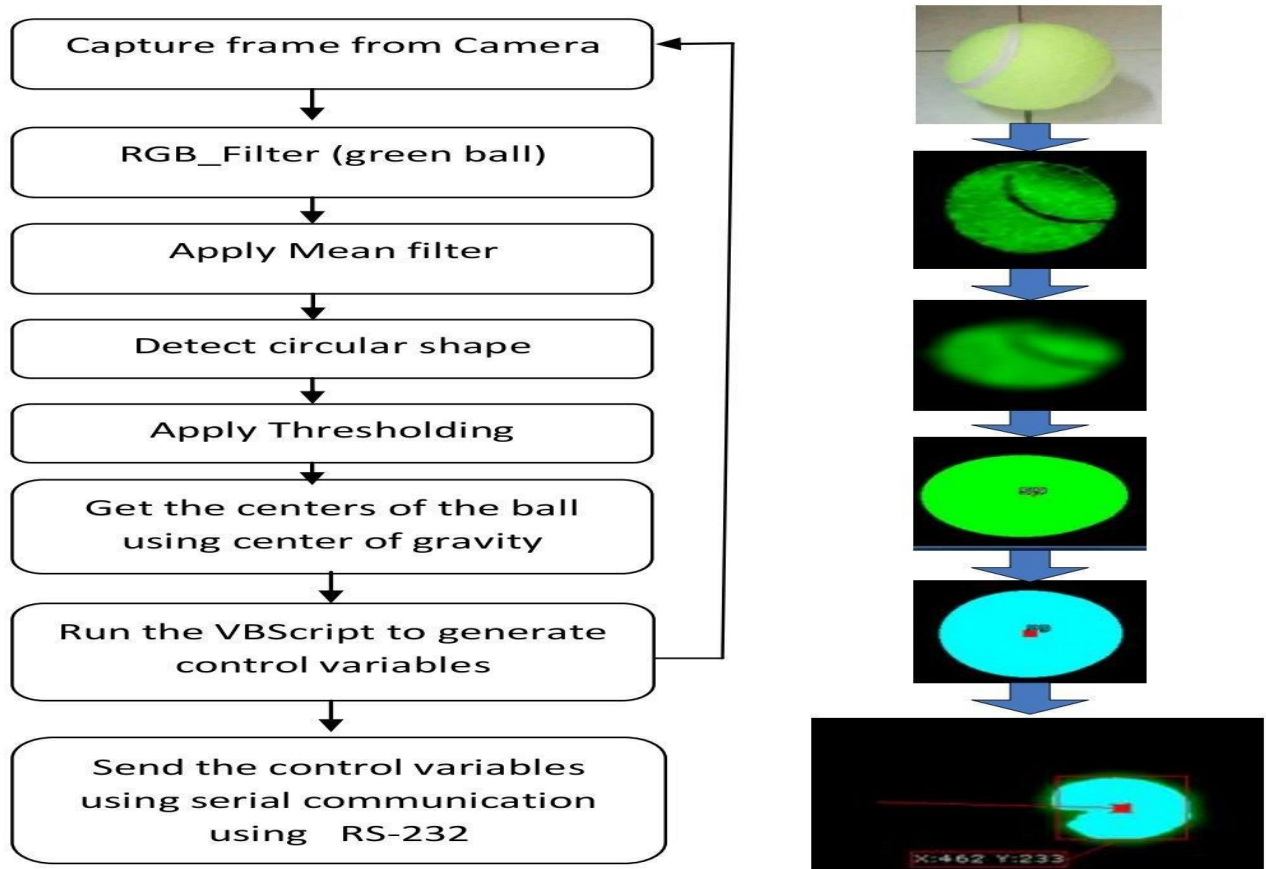 Capture frame from Camera
RGB_Filter (green ball)
Apply Mean filter
Detect circular shape
Apply Thresholding
Get the centers of the ball
using center of gravity
Run the VBScript to generate
control variables
Send the control variables
using serial communication
using RS-232
X:462 Y:233